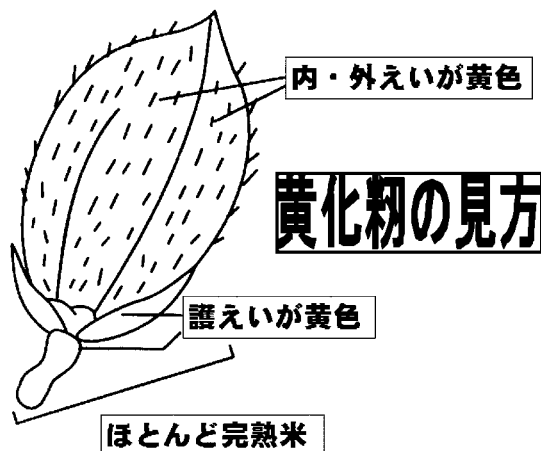 内・外えいが黄色
黄化籾の見方
護えいが黄色
ほとんど完熟米